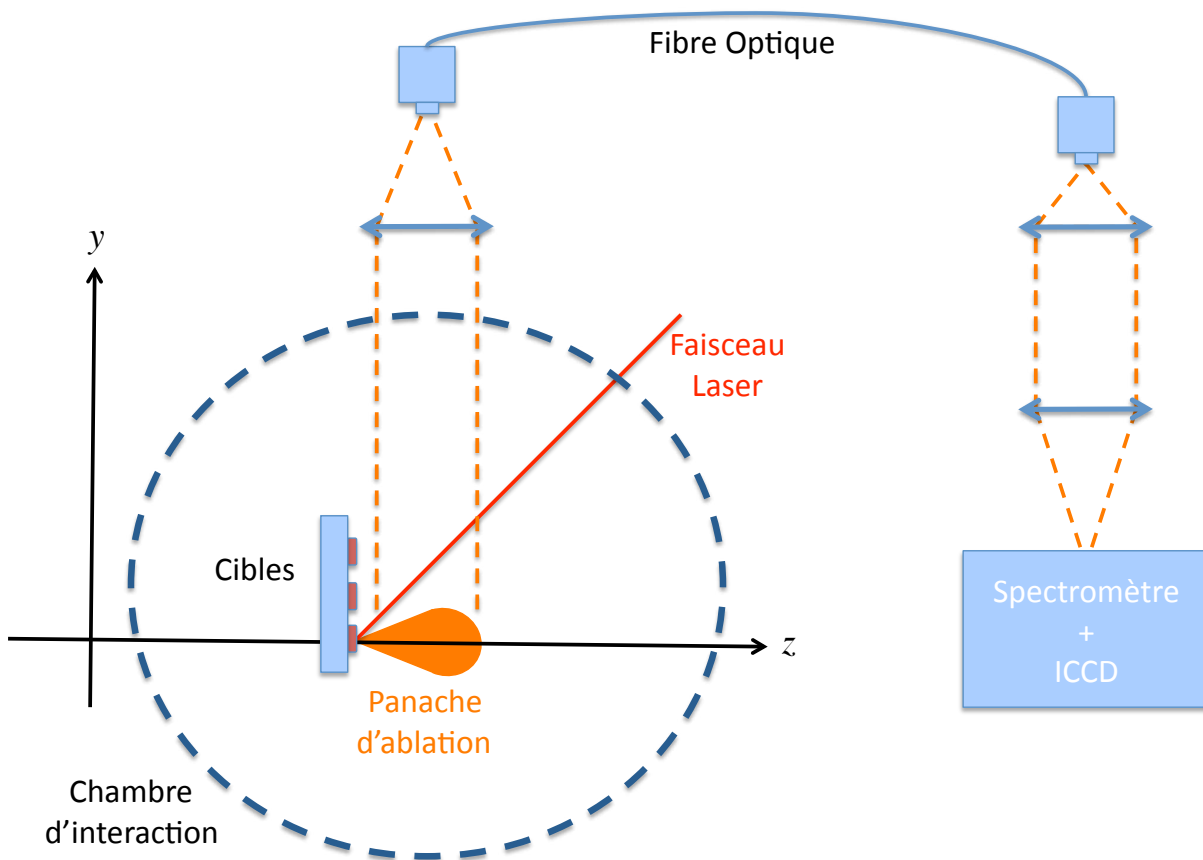 Fibre Optique
y
Faisceau
Laser
Cibles
Spectromètre
+
ICCD
z
Panache
d'ablation
Chambre
d'interaction